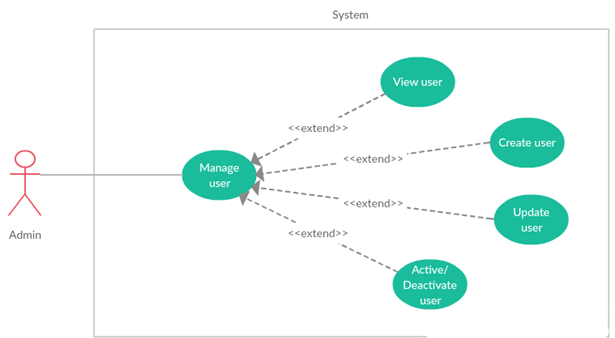 System
View user
<<extend>>
Create user
<<extend>>
Manage
user
<<extend>>
Update
user
Admin
<<extend>>
Active/
Deactivate
user